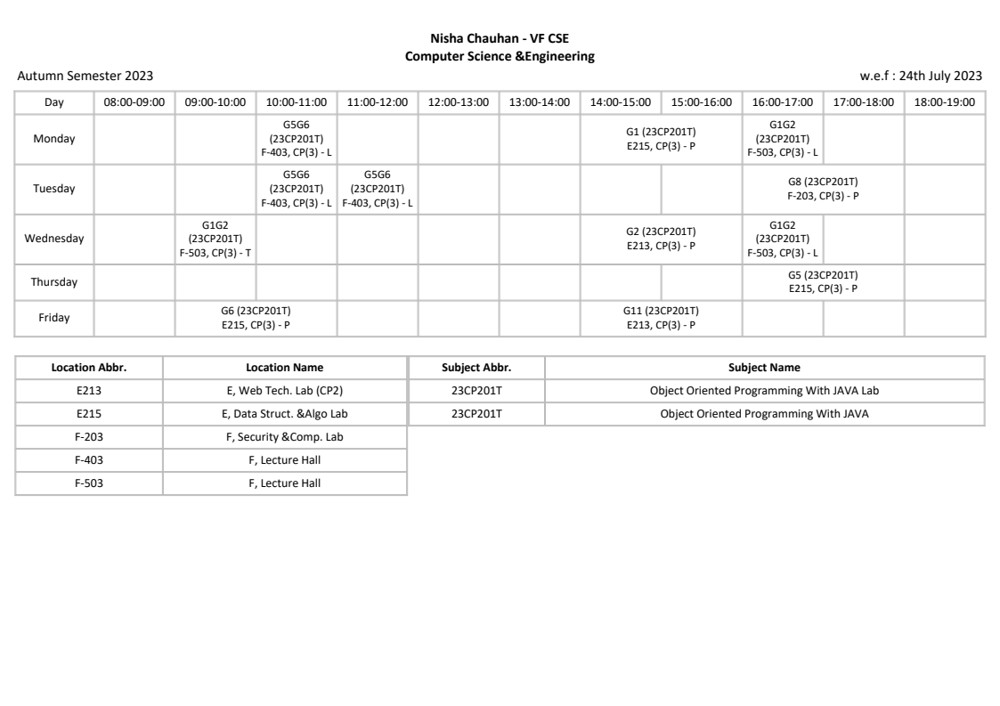 Nisha Chauhan - VF CSE
Computer Science &Engineering
Autumn Semester 2023 w.e.f : 24th July 2023
Day 08:00-09:00 09:00-10:00 10:00-11:00 11:00-12:00 12:00-13:00 13:00-14:00 14:00-15:00 15:00-16:00 16:00-17:00 17:00-18:00 18:00-19:00
Monday
G5G6
(23CP201T)
F-403, CP(3) - L
G1 (23CP201T)
E215, CP(3) - P
G1G2
(23CP201T)
F-503, CP(3) - L
Tuesday
G5G6
(23CP201T)
F-403, CP(3) - L
G5G6
(23CP201T)
F-403, CP(3) - L
G8 (23CP201T)
F-203, CP(3) - P
Wednesday
G1G2
(23CP201T)
F-503, CP(3) - T
G2 (23CP201T)
E213, CP(3) - P
G1G2
(23CP201T)
F-503, CP(3) - L
Thursday
G5 (23CP201T)
E215, CP(3) - P
Friday
G6 (23CP201T)
E215, CP(3) - P
G11 (23CP201T)
E213, CP(3) - P
Location Abbr. Location Name Subject Abbr. Subject Name
E213 E, Web Tech. Lab (CP2) 23CP201T Object Oriented Programming With JAVA Lab
E215 E, Data Struct. &Algo Lab 23CP201T Object Oriented Programming With JAVA
F-203 F, Security &Comp. Lab
F-403 F, Lecture Hall
F-503 F, Lecture Hall